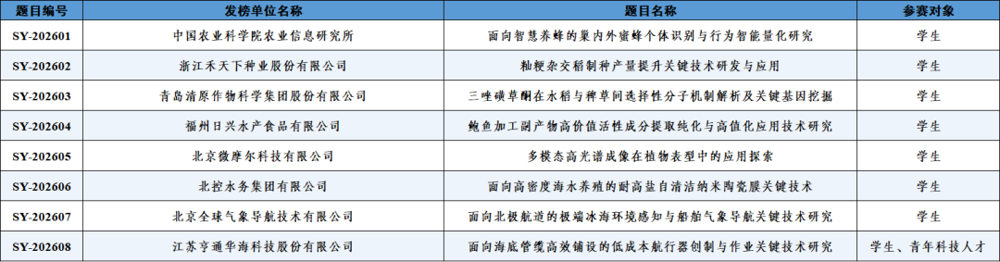 题目编号 发榜单位名称 题目名称 参赛对象
SY-202601 中国农业科学院农业信息研究所 面向智慧养蜂的巢内外蜜蜂个体识别与行为智能量化研究 学生
SY-202602 浙江禾天下种业股份有限公司 籼粳杂交稻制种产量提升关键技术研发与应用 学生
SY-202603 青岛清原作物科学集团股份有限公司 三唑磺草酮在水稻与稗草间选择性分子机制解析及关键基因挖掘 学生
SY-202604 福州日兴水产食品有限公司 鲍鱼加工副产物高价值活性成分提取纯化与高值化应用技术研究 学生
SY-202605 北京微摩尔科技有限公司 多模态高光谱成像在植物表型中的应用探索 学生
SY-202606 北控水务集团有限公司 面向高密度海水养殖的耐高盐自清洁纳米陶瓷膜关键技术 学生
SY-202607 北京全球气象导航技术有限公司 面向北极航道的极端冰海环境感知与船舶气象导航关键技术研究 学生
SY-202608 江苏亨通华海科技股份有限公司 面向海底管缆高效铺设的低成本航行器创制与作业关键技术研究 学生、青年科技人才